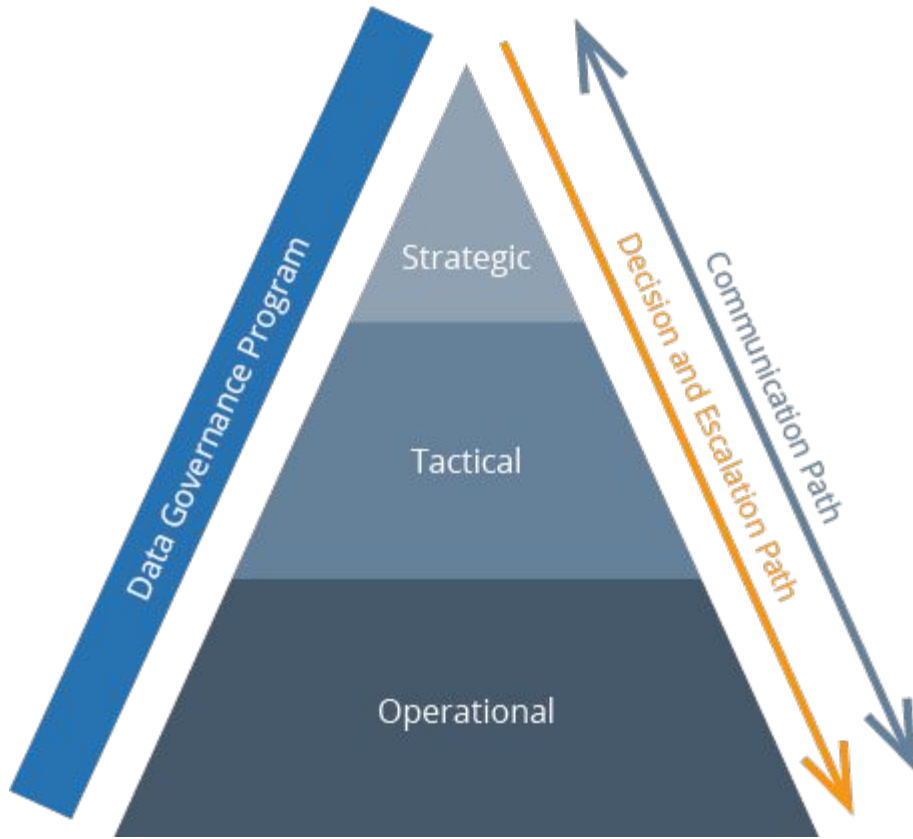 Data Governance Program
Strategic
Tactical
Operational
Decision and Escalation Path
Communication Path